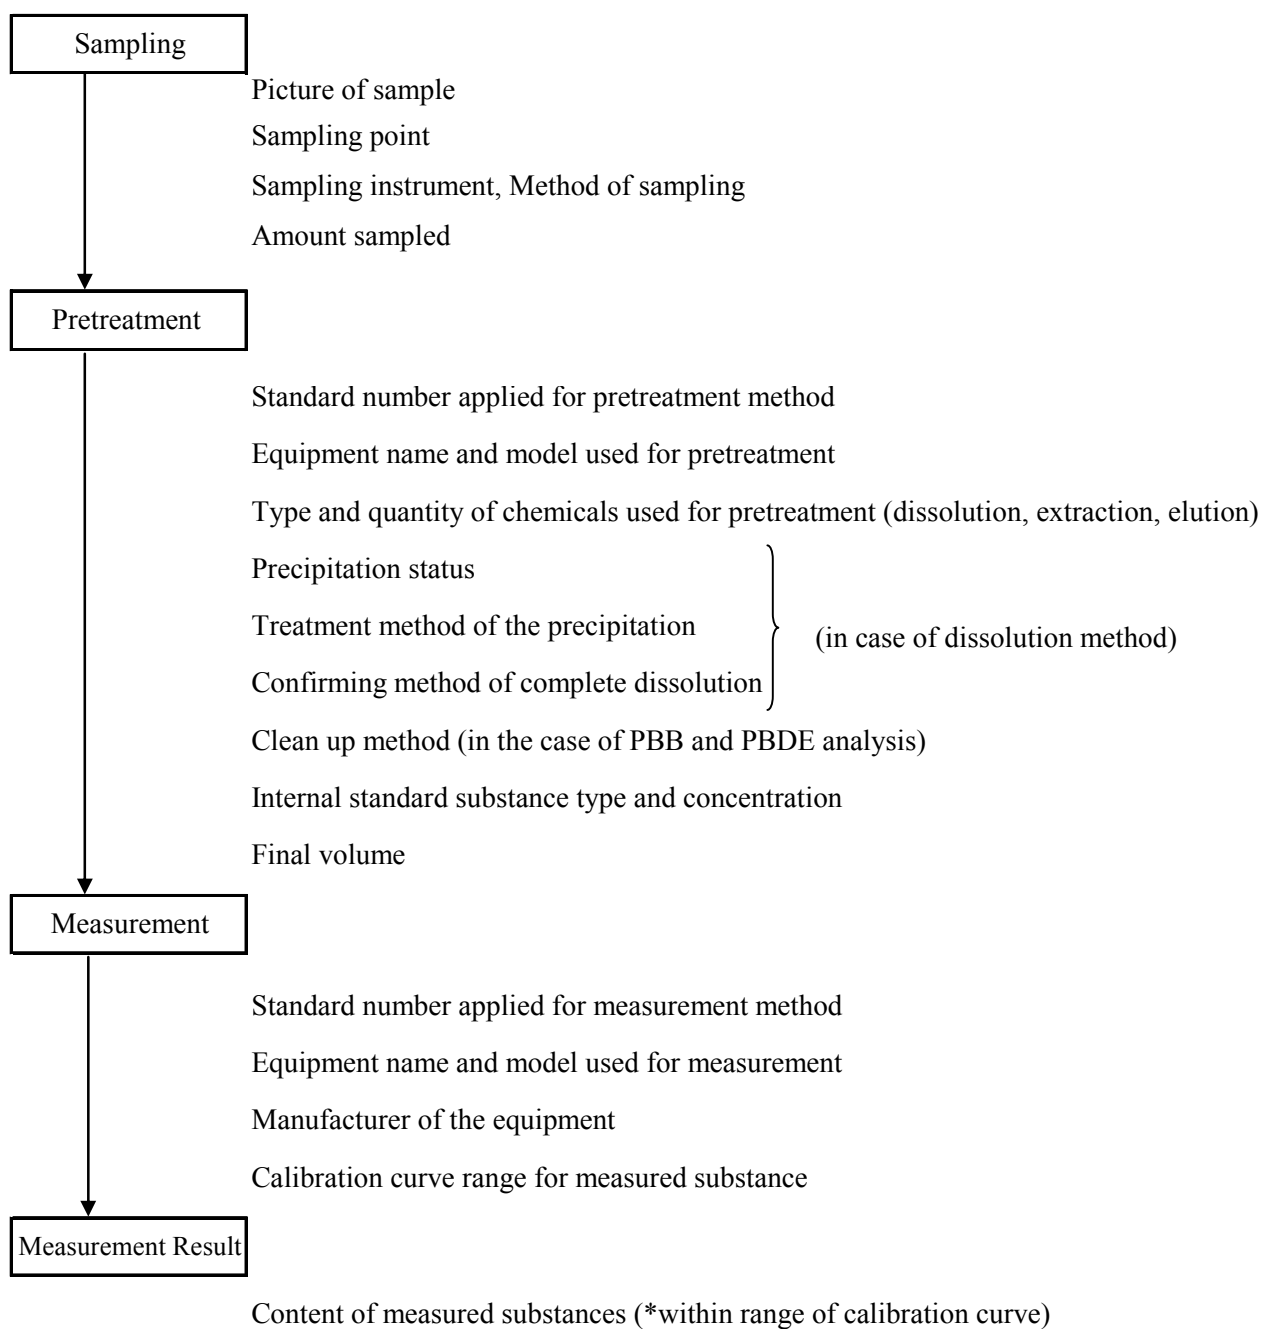 Sampling
Picture of sample
Sampling point
Sampling instrument, Method of sampling
Amount sampled
Pretreatment
Standard number applied for pretreatment method
Equipment name and model used for pretreatment
Type and quantity of chemicals used for pretreatment (dissolution, extraction, elution)
Precipitation status
Treatment method of the precipitation
(in case of dissolution method)
Confirming method of complete dissolution
Clean up method (in the case of PBB and PBDE analysis)
Internal standard substance type and concentration
Final volume
Measurement
Standard number applied for measurement method
Equipment name and model used for measurement
Manufacturer of the equipment
Calibration curve range for measured substance
Measurement Result
Content of measured substances (*within range of calibration curve)